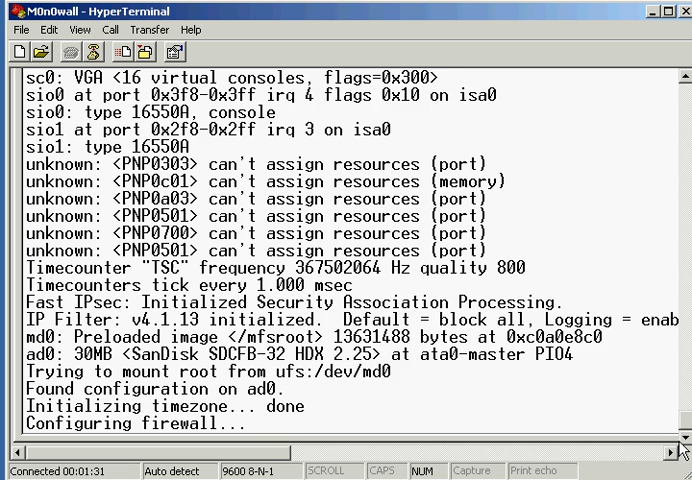 M0n0wall - HyperTerminal
File Edit View Call Transfer Help
sc0: VGA <16 virtual consoles, flags=0x300>
sio0 at port 0x3f8-0x3ff irq 4 flags 0x10 on isa0
sio0: type 16550A, console
sio1 at port 0x2f8-0x2ff irq 3 on isa0
sio1: type 16550A
unknown: <PNP0303> can't assign resources (port)
unknown: <PNP0c01> can't assign resources (memory)
unknown: <PNP0a03> can't assign resources (port)
unknown: <PNP0501> can't assign resources (port)
unknown: <PNP0700> can't assign resources (port)
unknown: <PNP0501> can't assign resources (port)
Timecounter "TSC" frequency 367502064 Hz quality 800
Timecounters tick every 1.000 msec
Fast IPsec: Initialized Security Association Processing.
IP Filter: v4.1.13 initialized.  Default = block all, Logging = enab
md0: Preloaded image </mfsroot> 13631488 bytes at 0xc0a0e8c0
ad0: 30MB <SanDisk SDCFB-32 HDX 2.25> at ata0-master PIO4
Trying to mount root from ufs:/dev/md0
Found configuration on ad0.
Initializing timezone... done
Configuring firewall...
Connected 00:01:31 Auto detect 9600 8-N-1 SCROLL CAPS NUM Capture Print echo